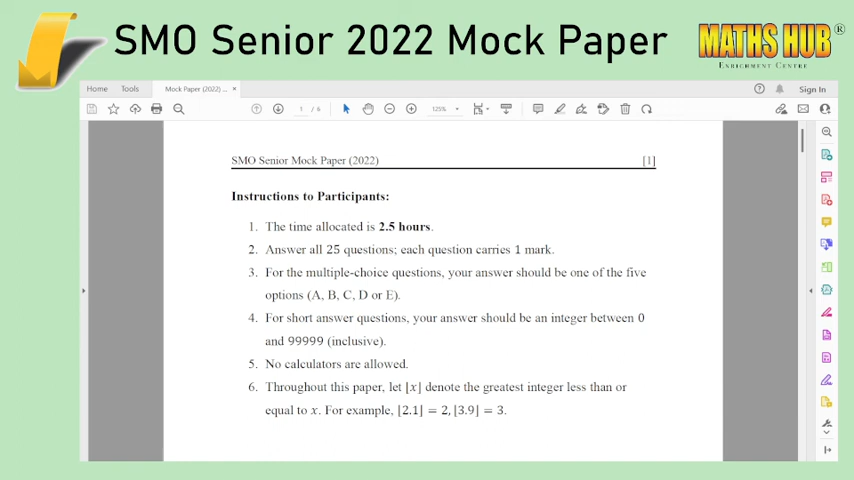 SMO Senior 2022 Mock Paper
MATHS HUB®
ENRICHMENT CENTRE
Home Tools Mock Paper (2022) ... × Sign In
1 / 6 125%
SMO Senior Mock Paper (2022) [1]
Instructions to Participants:
1. The time allocated is 2.5 hours.
2. Answer all 25 questions; each question carries 1 mark.
3. For the multiple-choice questions, your answer should be one of the five
options (A, B, C, D or E).
4. For short answer questions, your answer should be an integer between 0
and 99999 (inclusive).
5. No calculators are allowed.
6. Throughout this paper, let ⌊x⌋ denote the greatest integer less than or
equal to x. For example, ⌊2.1⌋ = 2, ⌊3.9⌋ = 3.